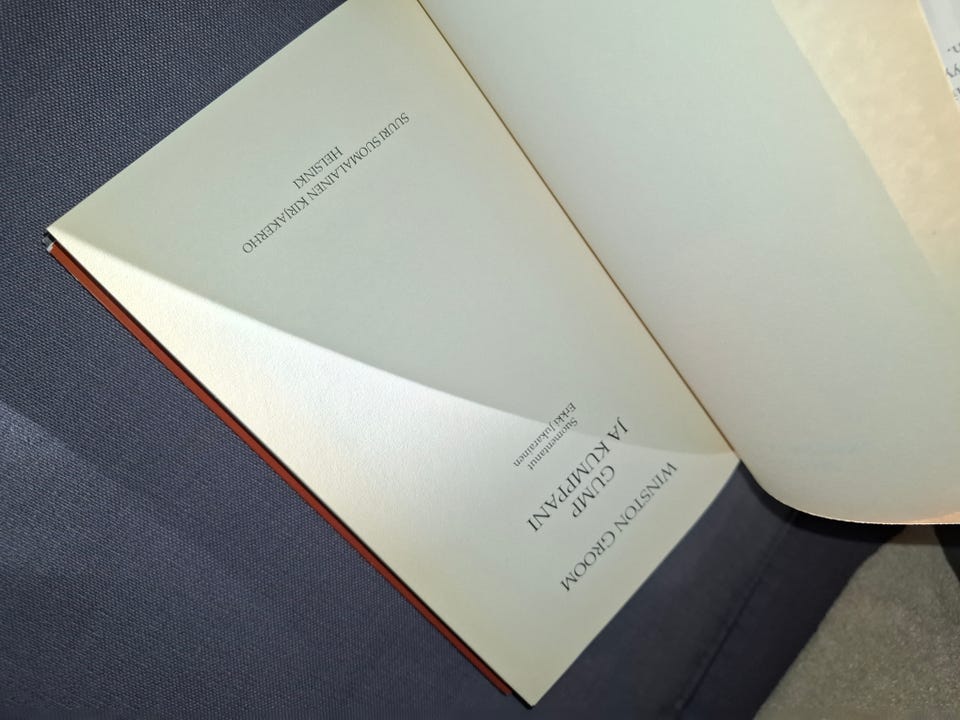 WINSTON GROOM
GUMP
JA KUMPPANI
Suomentanut
Erkki Jukarainen
SUURI SUOMALAINEN KIRJAKERHO
HELSINKI